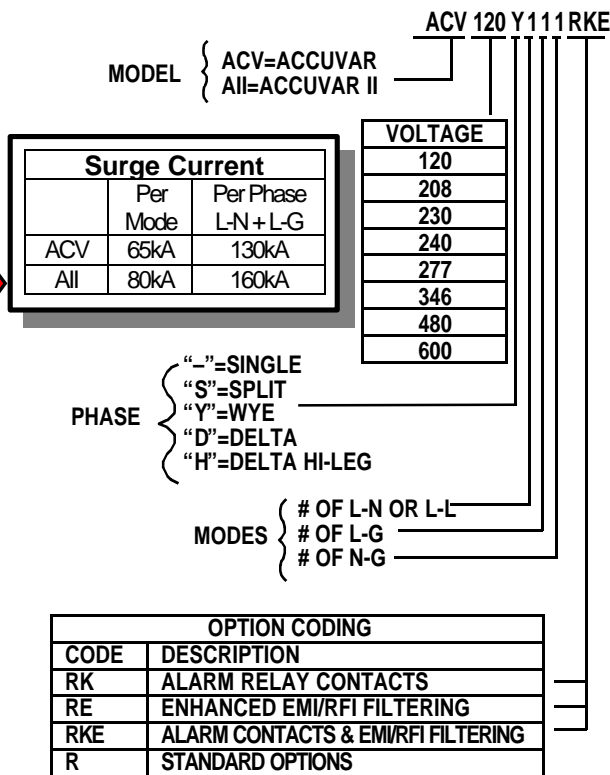 ACV 120 Y 1 1 1 RKE
MODEL
ACV=ACCUVAR
AII=ACCUVAR II
VOLTAGE
120
208
230
240
277
346
480
600
Surge Current
Per Mode Per Phase L-N + L-G
ACV 65kA 130kA
AII 80kA 160kA
PHASE
“–”=SINGLE
“S”=SPLIT
“Y”=WYE
“D”=DELTA
“H”=DELTA HI-LEG
MODES
# OF L-N OR L-L
# OF L-G
# OF N-G
OPTION CODING
CODE DESCRIPTION
RK ALARM RELAY CONTACTS
RE ENHANCED EMI/RFI FILTERING
RKE ALARM CONTACTS & EMI/RFI FILTERING
R STANDARD OPTIONS